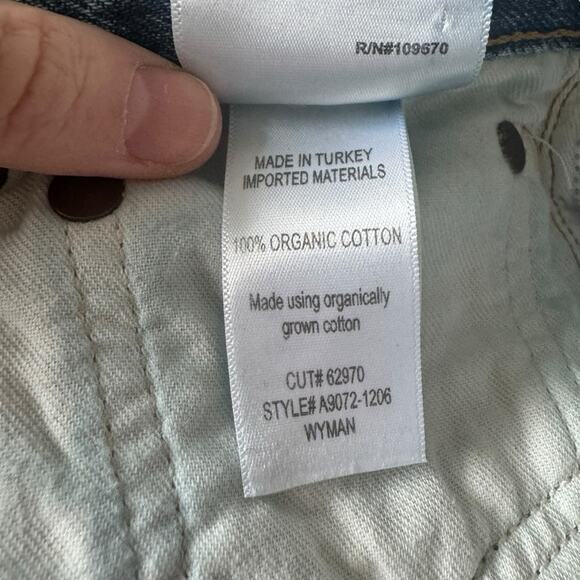 R/N#109670
MADE IN TURKEY
IMPORTED MATERIALS
100% ORGANIC COTTON
Made using organically
grown cotton
CUT# 62970
STYLE# A9072-1206
WYMAN